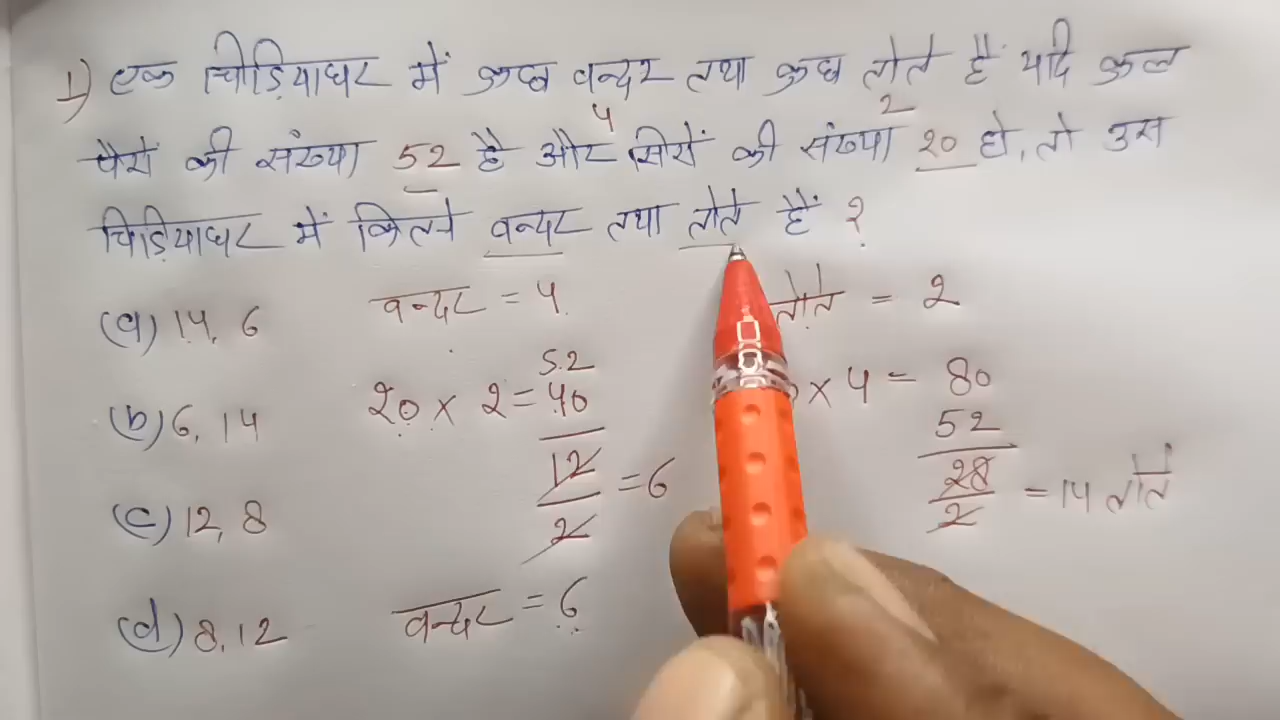 1) एक चिड़ियाघर में कुछ बन्दर तथा कुछ तोते हैं यदि कुल
4 2
पैरों की संख्या 52 है और सिरों की संख्या 20 हो, तो उस
चिड़ियाघर में कितने बन्दर तथा तोते हैं ?
(a) 14, 6
बन्दर = 4
तोते = 2
(b) 6, 14
52
20 × 2 = 40
12/2 = 6
× 4 = 80
52
28/2 = 14 तोते
(c) 12, 8
(d) 8, 12
बन्दर = 6